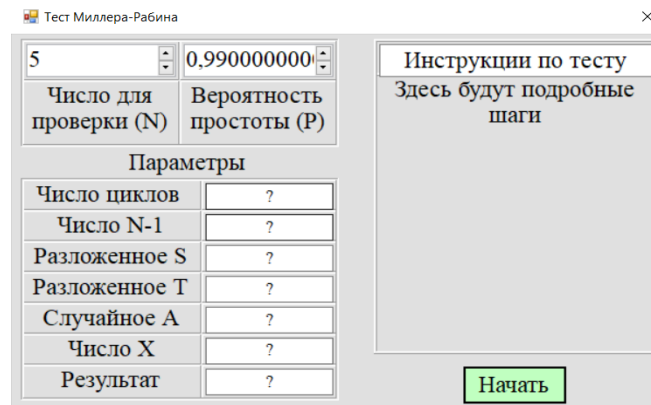 Тест Миллера-Рабина
5
0,990000000
Число для
проверки (N)
Вероятность
простоты (P)
Параметры
Число циклов ?
Число N-1 ?
Разложенное S ?
Разложенное T ?
Случайное A ?
Число X ?
Результат ?
Инструкции по тесту
Здесь будут подробные
шаги
Начать